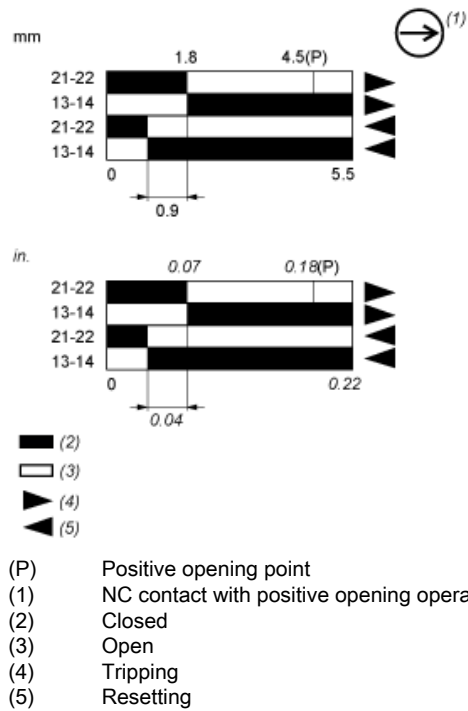 (1)
mm
1.8 4.5(P)
21-22
13-14
21-22
13-14
0 5.5
0.9
in.
0.07 0.18(P)
21-22
13-14
21-22
13-14
0 0.22
0.04
(2)
(3)
(4)
(5)
(P) Positive opening point
(1) NC contact with positive opening opera
(2) Closed
(3) Open
(4) Tripping
(5) Resetting